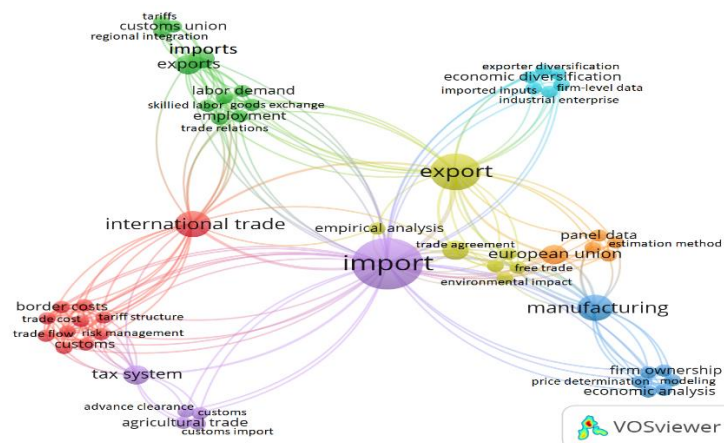 tariffs
customs union
regional integration
imports
exports
labor demand
skillied labor
goods exchange
employment
trade relations
exporter diversification
economic diversification
imported inputs
firm-level data
industrial enterprise
export
international trade
empirical analysis
import
trade agreement
european union
free trade
environmental impact
panel data
estimation method
manufacturing
border costs
trade cost
tariff structure
trade flow
risk management
customs
tax system
advance clearance
customs
agricultural trade
customs import
firm ownership
price determination
modeling
economic analysis
VOSviewer